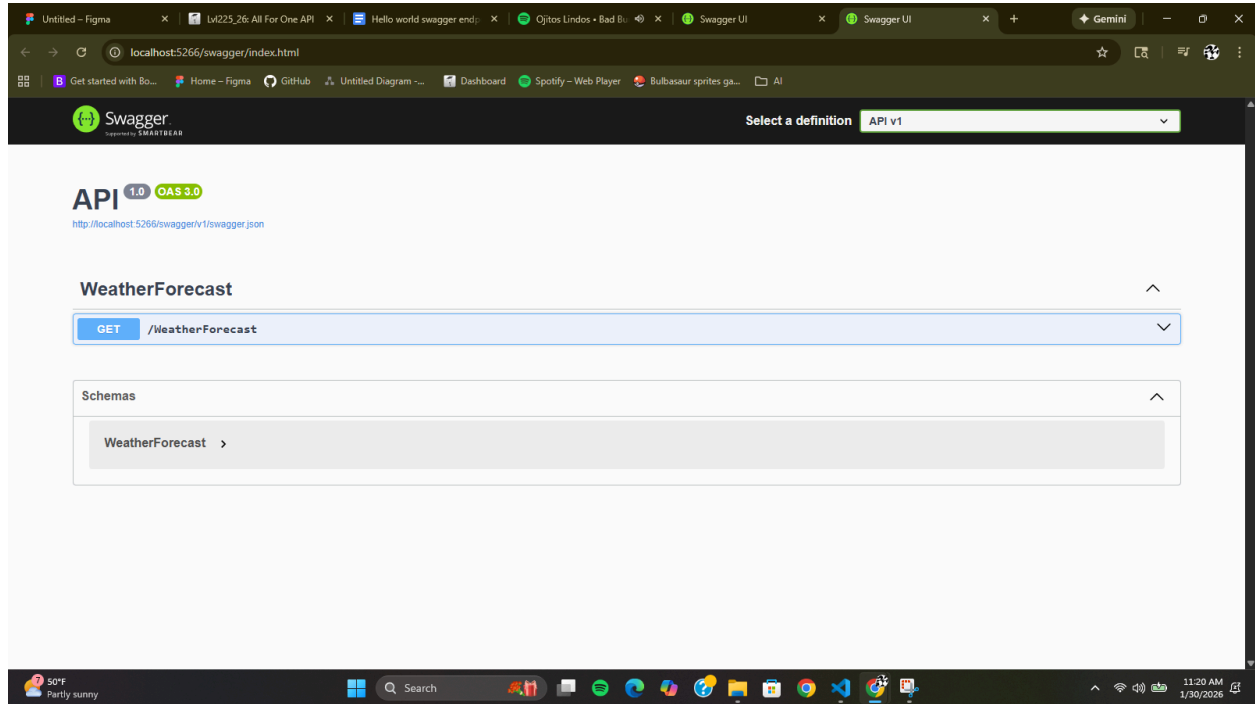 Untitled – Figma
Lvl225_26: All For One API
Hello world swagger endp
Ojitos Lindos • Bad Bu
Swagger UI
Swagger UI
Gemini
localhost:5266/swagger/index.html
B Get started with Bo...
Home – Figma
GitHub
Untitled Diagram -...
Dashboard
Spotify – Web Player
Bulbasaur sprites ga...
AI
Swagger.
Supported by SMARTBEAR
Select a definition
API v1
API 1.0 OAS 3.0
http://localhost:5266/swagger/v1/swagger.json
WeatherForecast
GET /WeatherForecast
Schemas
WeatherForecast
7
50°F
Partly sunny
Search
11:20 AM
1/30/2026